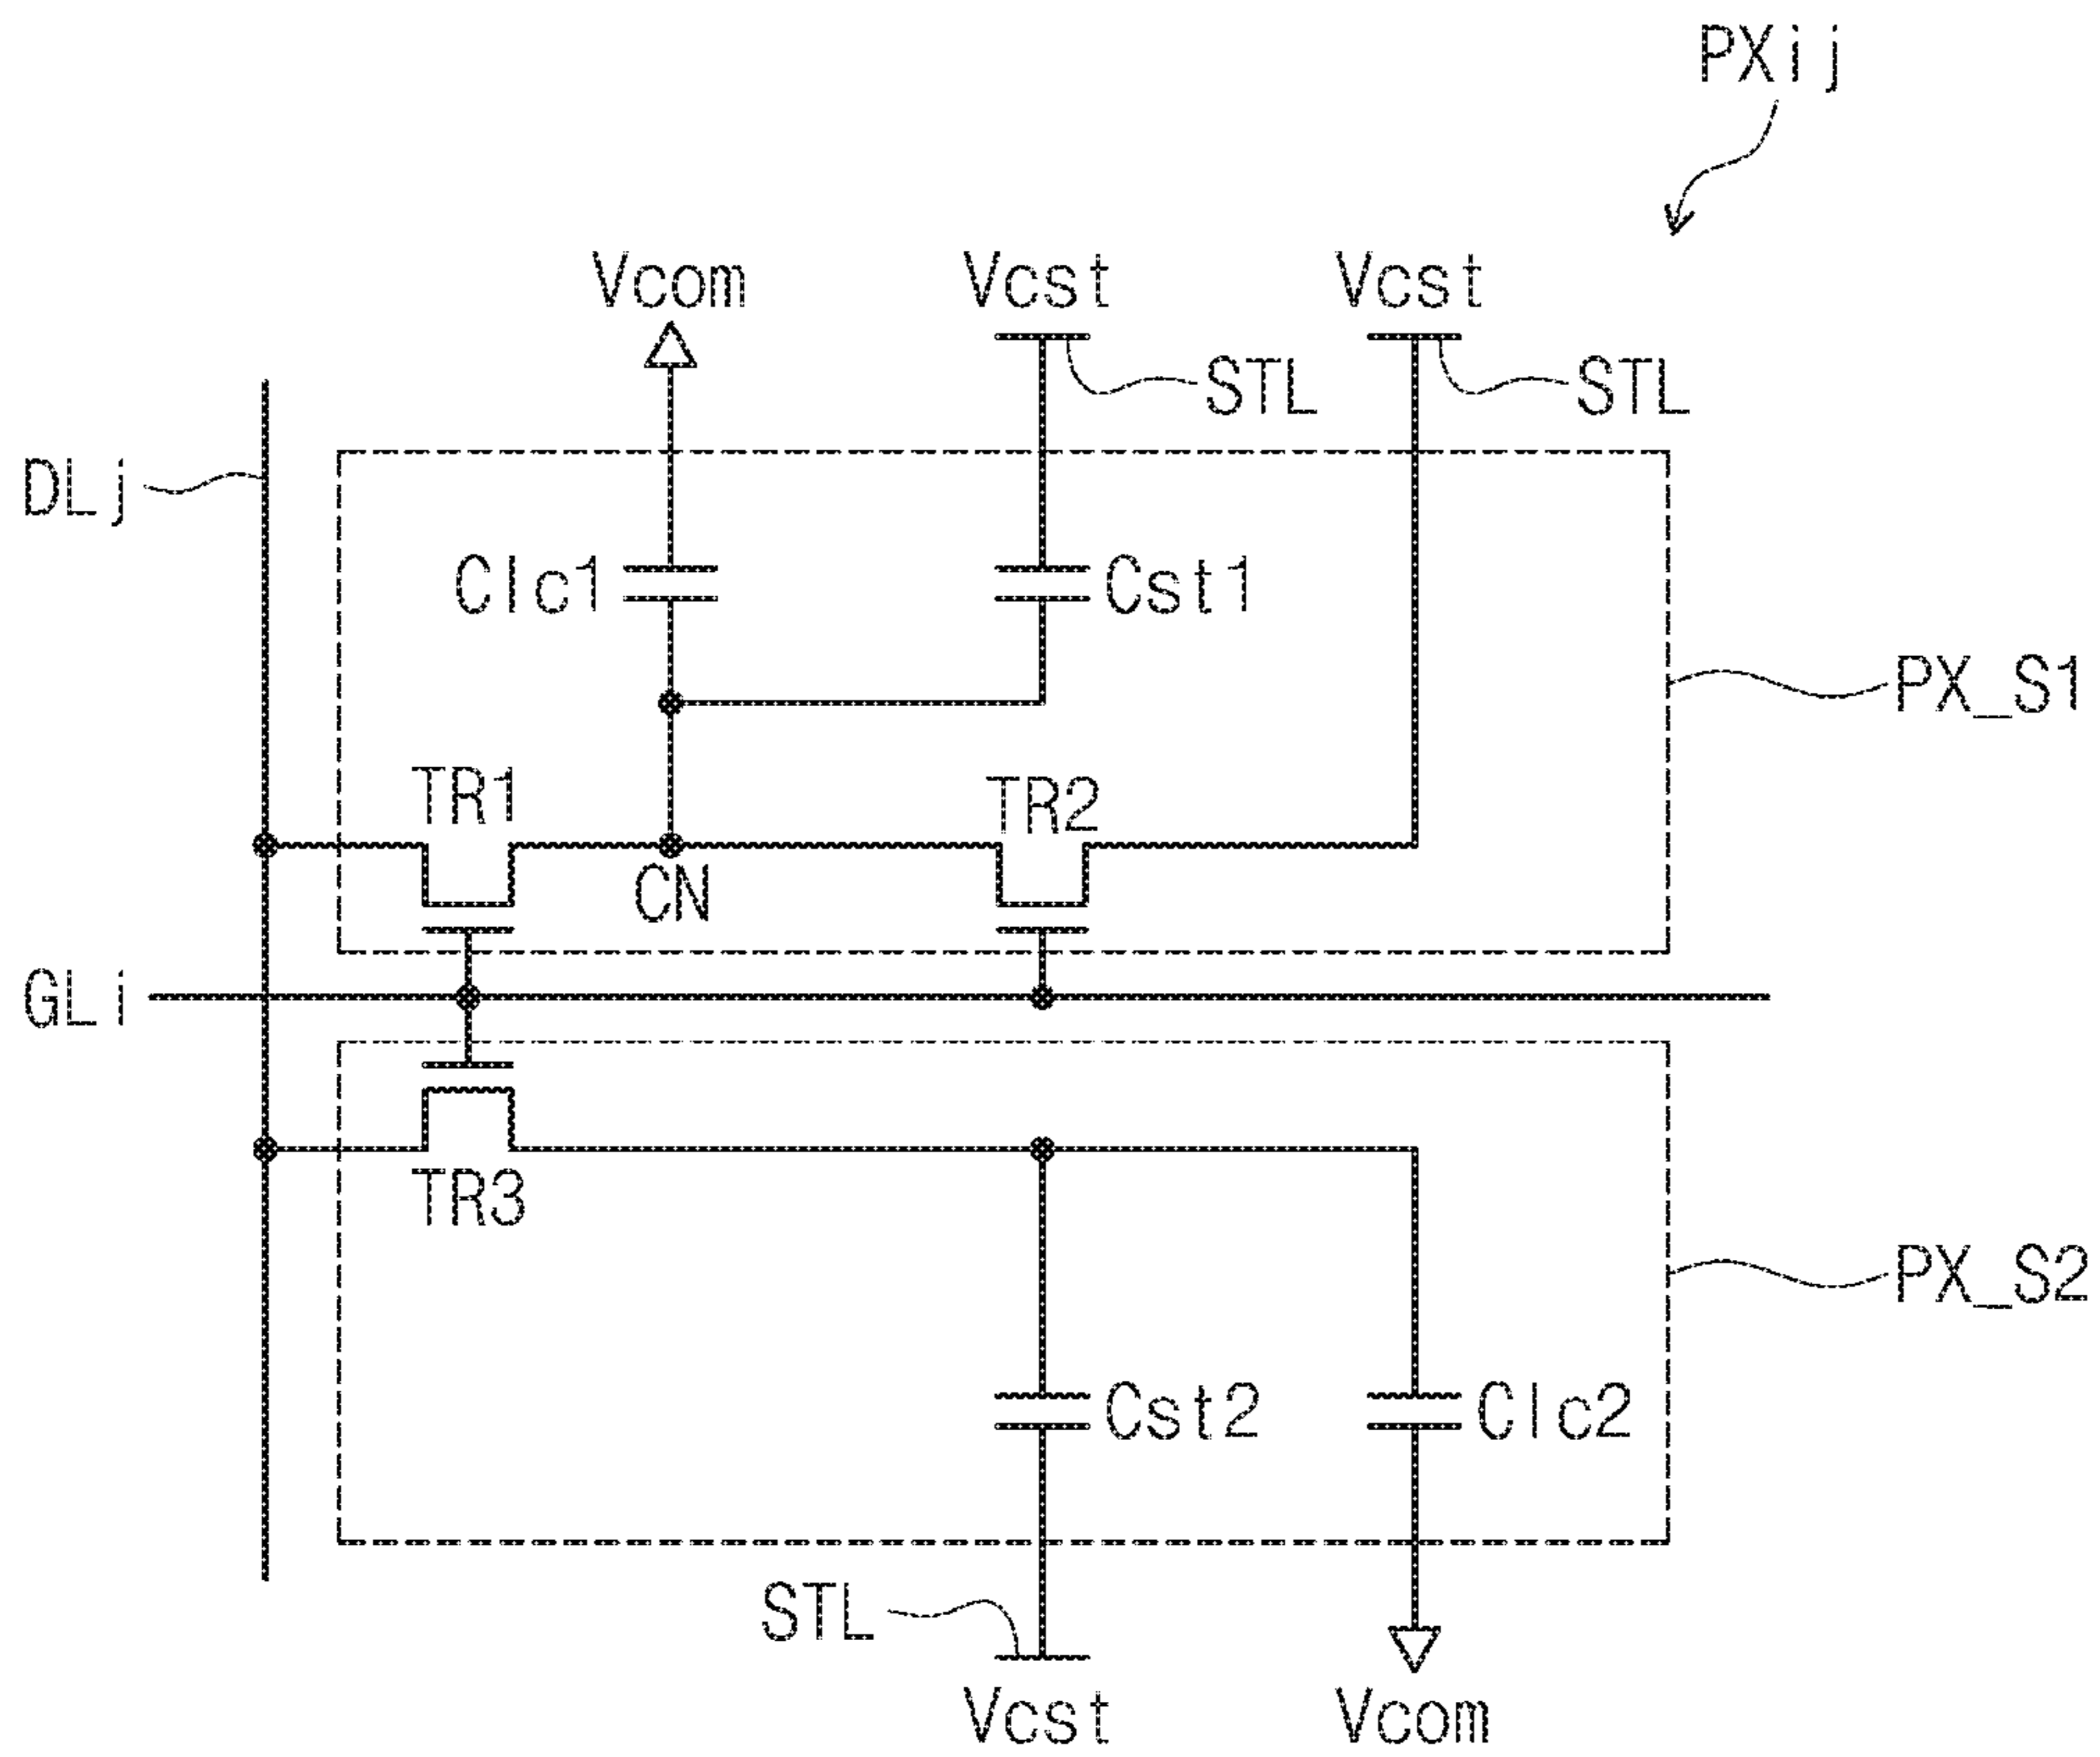 PXij
Vcom Vcst Vcst
STL STL
DLj
Clc1 Cst1
PX_S1
TR1 TR2
CN
GLi
TR3
PX_S2
Cst2 Clc2
STL
Vcst Vcom